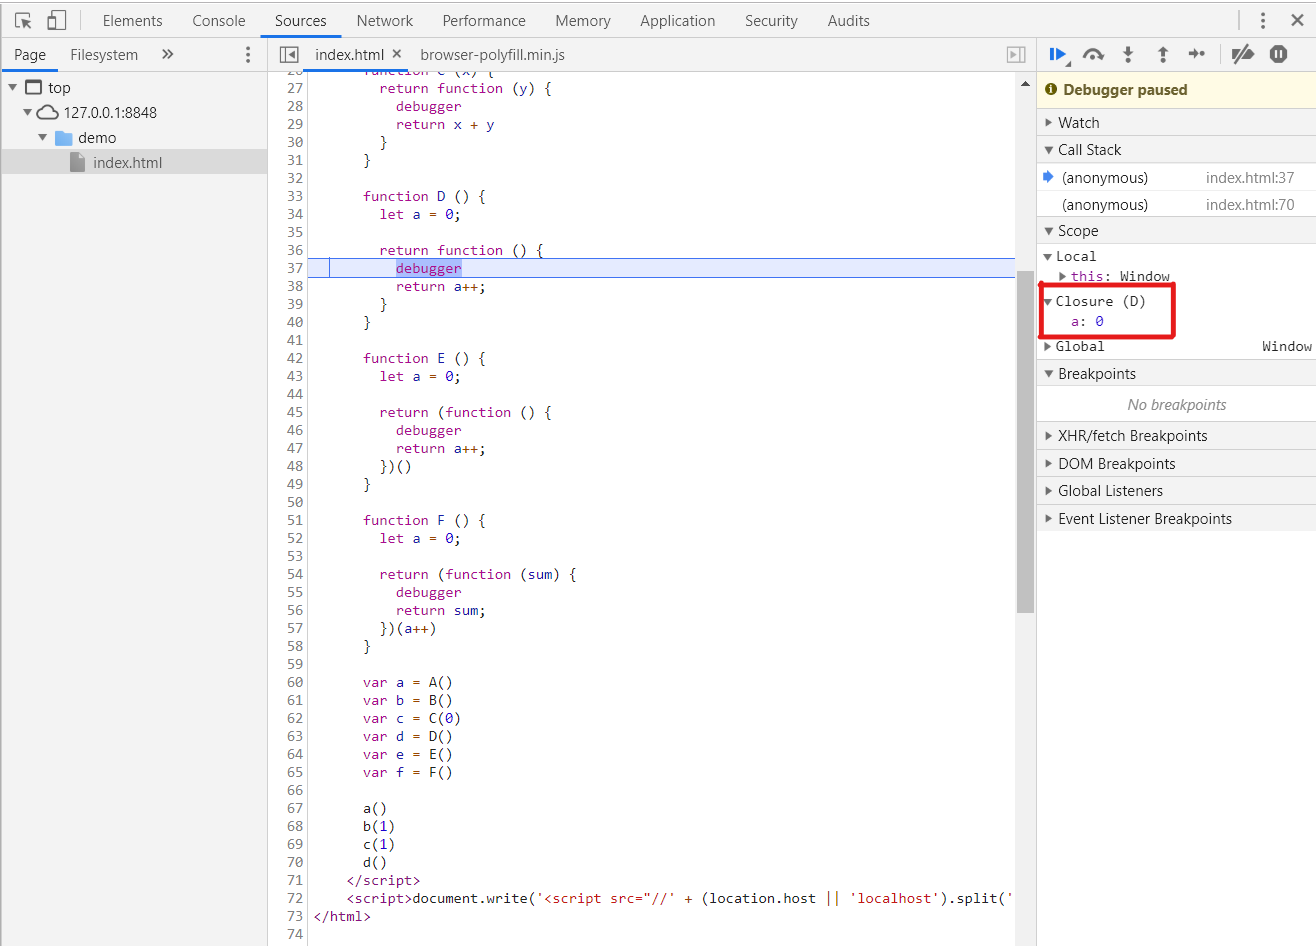 Elements Console Sources Network Performance Memory Application Security Audits
Page Filesystem »
index.html × browser-polyfill.min.js
top
127.0.0.1:8848
demo
index.html
27 return function (y) {
28 debugger
29 return x + y
30 }
31 }
32
33 function D () {
34 let a = 0;
35
36 return function () {
37 debugger
38 return a++;
39 }
40 }
41
42 function E () {
43 let a = 0;
44
45 return (function () {
46 debugger
47 return a++;
48 })()
49 }
50
51 function F () {
52 let a = 0;
53
54 return (function (sum) {
55 debugger
56 return sum;
57 })(a++)
58 }
59
60 var a = A()
61 var b = B()
62 var c = C(0)
63 var d = D()
64 var e = E()
65 var f = F()
66
67 a()
68 b(1)
69 c(1)
70 d()
71 </script>
72 <script>document.write('<script src="//' + (location.host || 'localhost').split('
73 </html>
74
Debugger paused
Watch
Call Stack
(anonymous) index.html:37
(anonymous) index.html:70
Scope
Local
this: Window
Closure (D)
a: 0
Global Window
Breakpoints
No breakpoints
XHR/fetch Breakpoints
DOM Breakpoints
Global Listeners
Event Listener Breakpoints